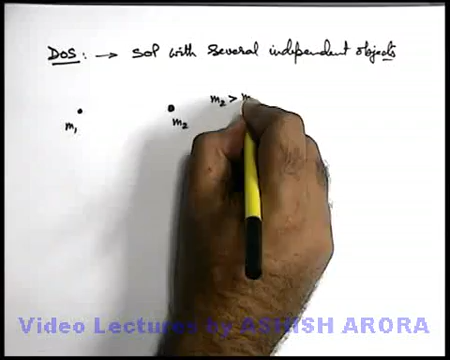 DOS: → SOP with Several independent objects
m₂ > m
m₁ m₂
Video Lectures by ASHISH ARORA